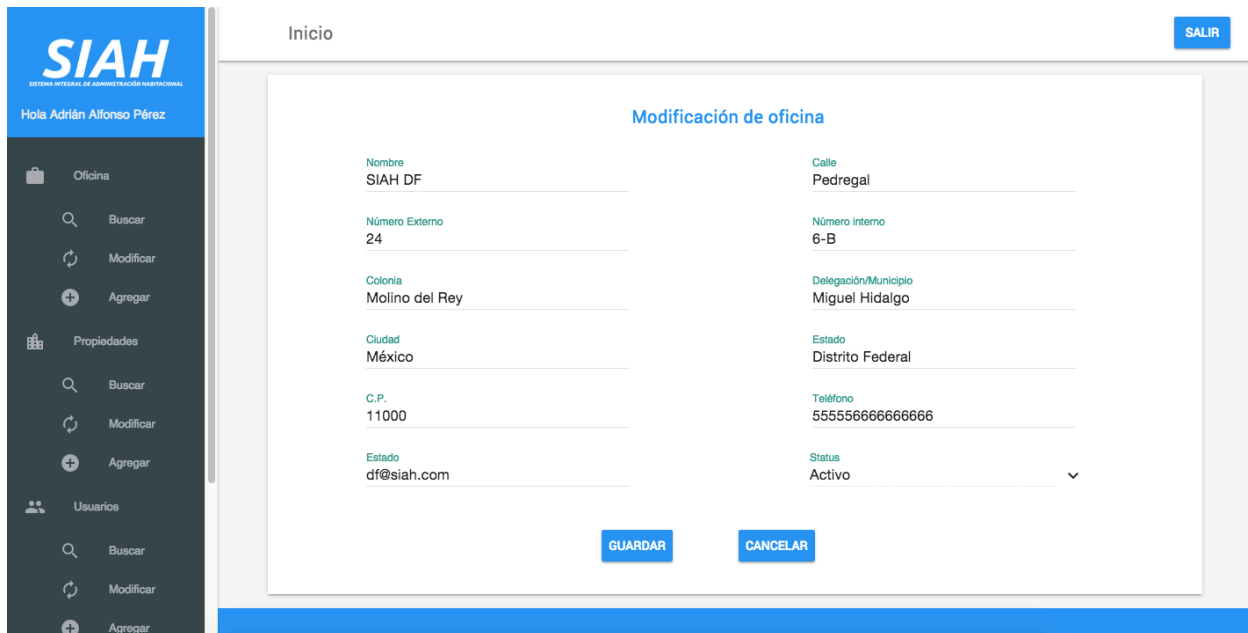 SIAH
SISTEMA INTEGRAL DE ADMINISTRACIÓN HABITACIONAL
Hola Adrián Alfonso Pérez
Oficina
Buscar
Modificar
Agregar
Propiedades
Buscar
Modificar
Agregar
Usuarios
Buscar
Modificar
Agregar
Inicio
SALIR
Modificación de oficina
Nombre
SIAH DF
Calle
Pedregal
Número Externo
24
Número interno
6-B
Colonia
Molino del Rey
Delegación/Municipio
Miguel Hidalgo
Ciudad
México
Estado
Distrito Federal
C.P.
11000
Teléfono
555556666666666
Estado
df@siah.com
Status
Activo
GUARDAR
CANCELAR